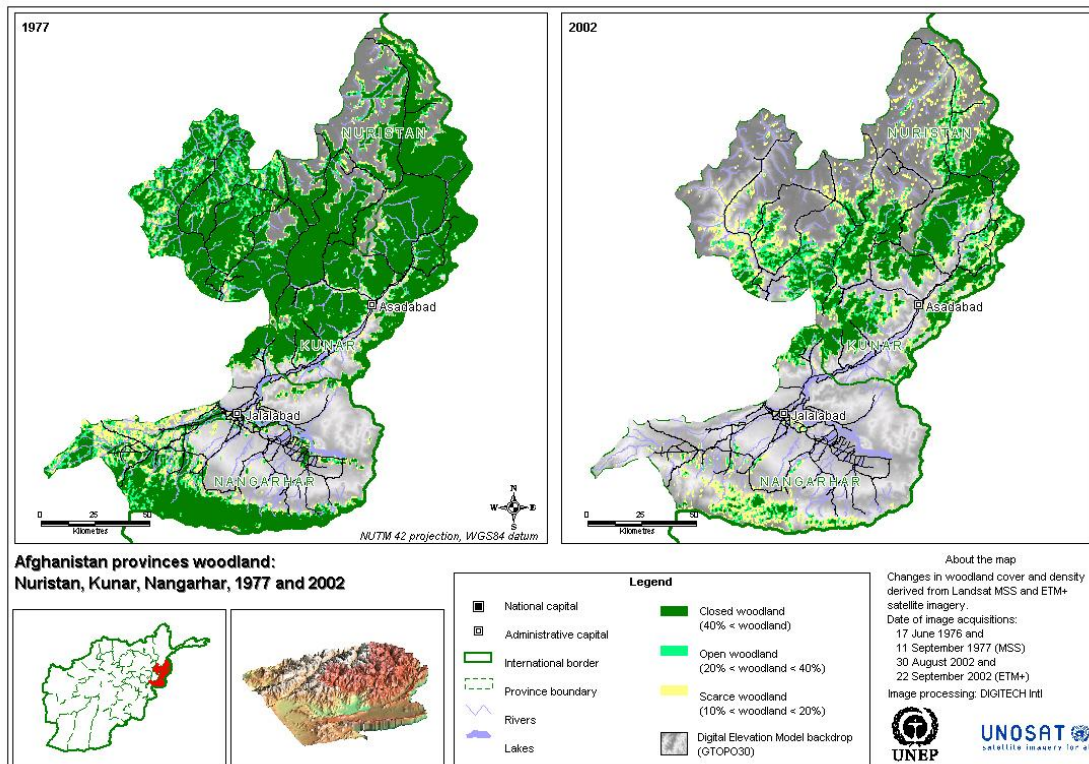 1977
NURISTAN
Asadabad
KUNAR
Jalalabad
NANGARHAR
0 25 50
Kilometres
N
W E
S
NUTM 42 projection, WGS84 datum
2002
NURISTAN
Asadabad
KUNAR
Jalalabad
NANGARHAR
0 25 50
Kilometres
Afghanistan provinces woodland:
Nuristan, Kunar, Nangarhar, 1977 and 2002
Legend
National capital
Administrative capital
International border
Province boundary
Rivers
Lakes
Closed woodland
(40% < woodland)
Open woodland
(20% < woodland < 40%)
Scarce woodland
(10% < woodland < 20%)
Digital Elevation Model backdrop
(GTOPO30)
About the map
Changes in woodland cover and density
derived from Landsat MSS and ETM+
satellite imagery.
Date of image acquisitions:
17 June 1976 and
11 September 1977 (MSS)
30 August 2002 and
22 September 2002 (ETM+)
Image processing: DIGITECH Intl
UNEP
UNOSAT
satellite imagery for al